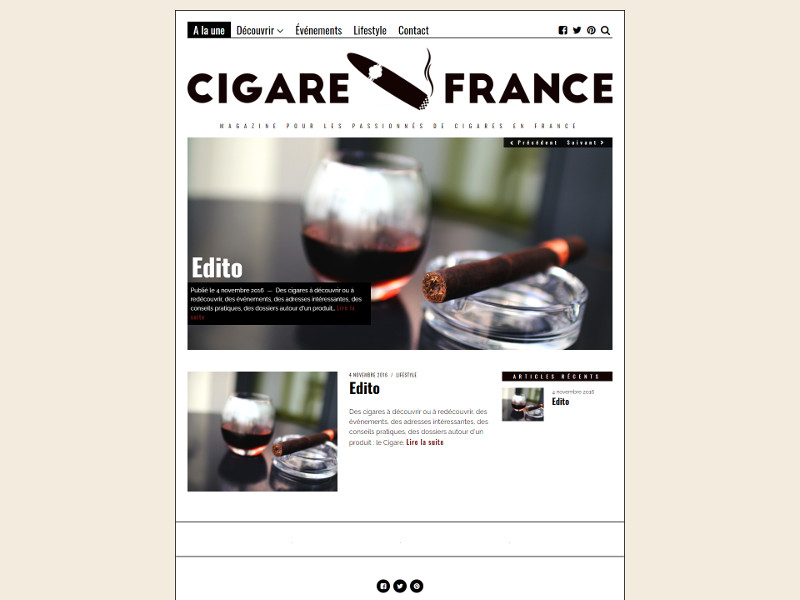 A la une Découvrir Événements Lifestyle Contact
CIGARE FRANCE
MAGAZINE POUR LES PASSIONNÉS DE CIGARES EN FRANCE
< Précédent Suivant >
Edito
Publié le 4 novembre 2016 — Des cigares à découvrir ou à
redécouvrir, des évènements, des adresses intéressantes, des
conseils pratiques, des dossiers autour d'un produit... Lire la
suite
4 NOVEMBRE 2016 / LIFESTYLE
Edito
Des cigares à découvrir ou à redécouvrir, des
évènements, des adresses intéressantes, des
conseils pratiques, des dossiers autour d'un
produit : le Cigare. Lire la suite
ARTICLES RÉCENTS
4 novembre 2016
Edito